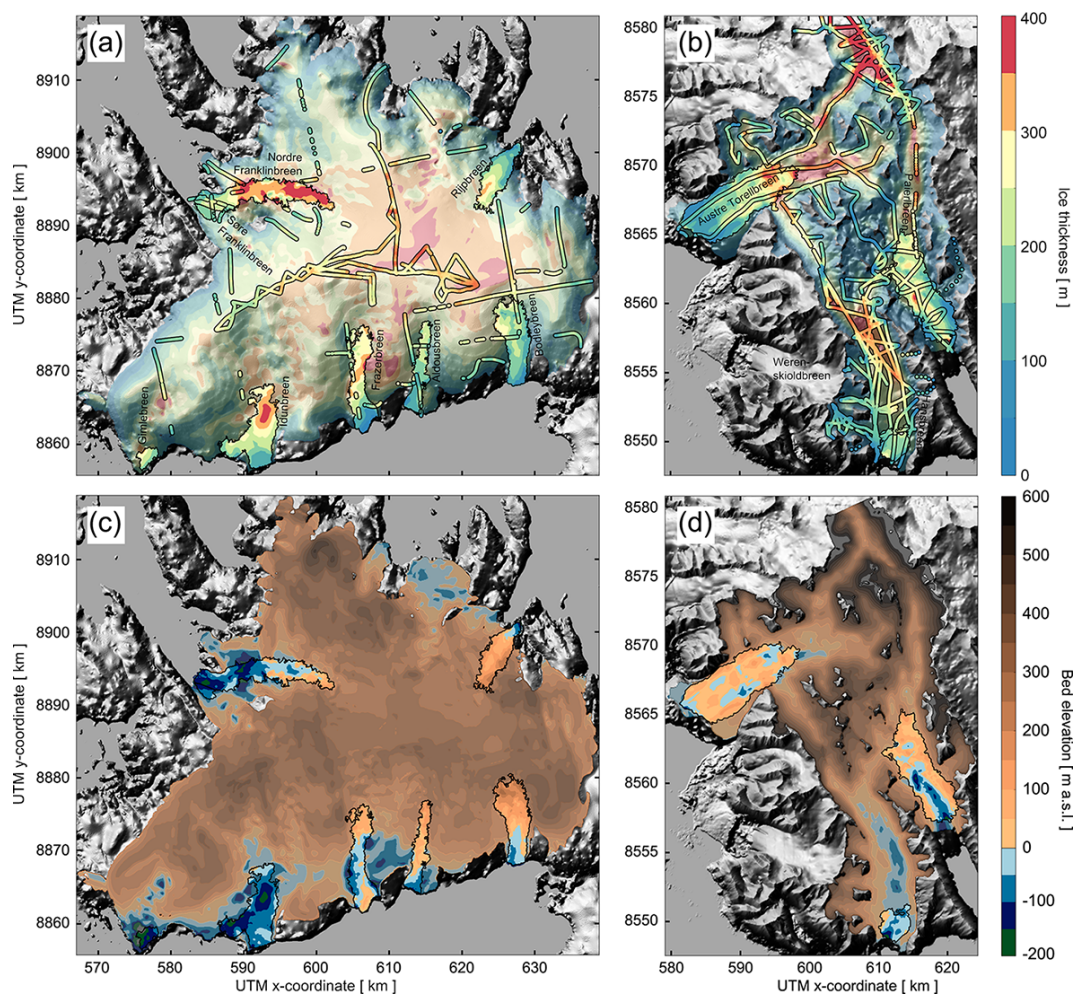 (a)
8910
8900
8890
8880
8870
8860
UTM y-coordinate [ km ]
Nordre
Franklinbreen
Søre
Franklinbreen
Rijpbreen
Gimlebreen
Idunbreen
Frazerbreen
Aldousbreen
Bodleybreen
(b)
8580
8575
8570
8565
8560
8555
8550
Austre Torellbreen
Paierlbreen
Weren-
skioldbreen
400
300
200
100
0
Ice thickness [ m ]
(c)
8910
8900
8890
8880
8870
8860
UTM y-coordinate [ km ]
570 580 590 600 610 620 630
UTM x-coordinate [ km ]
(d)
8580
8575
8570
8565
8560
8555
8550
580 590 600 610 620
UTM x-coordinate [ km ]
600
500
400
300
200
100
0
-100
-200
Bed elevation [ m a.s.l. ]